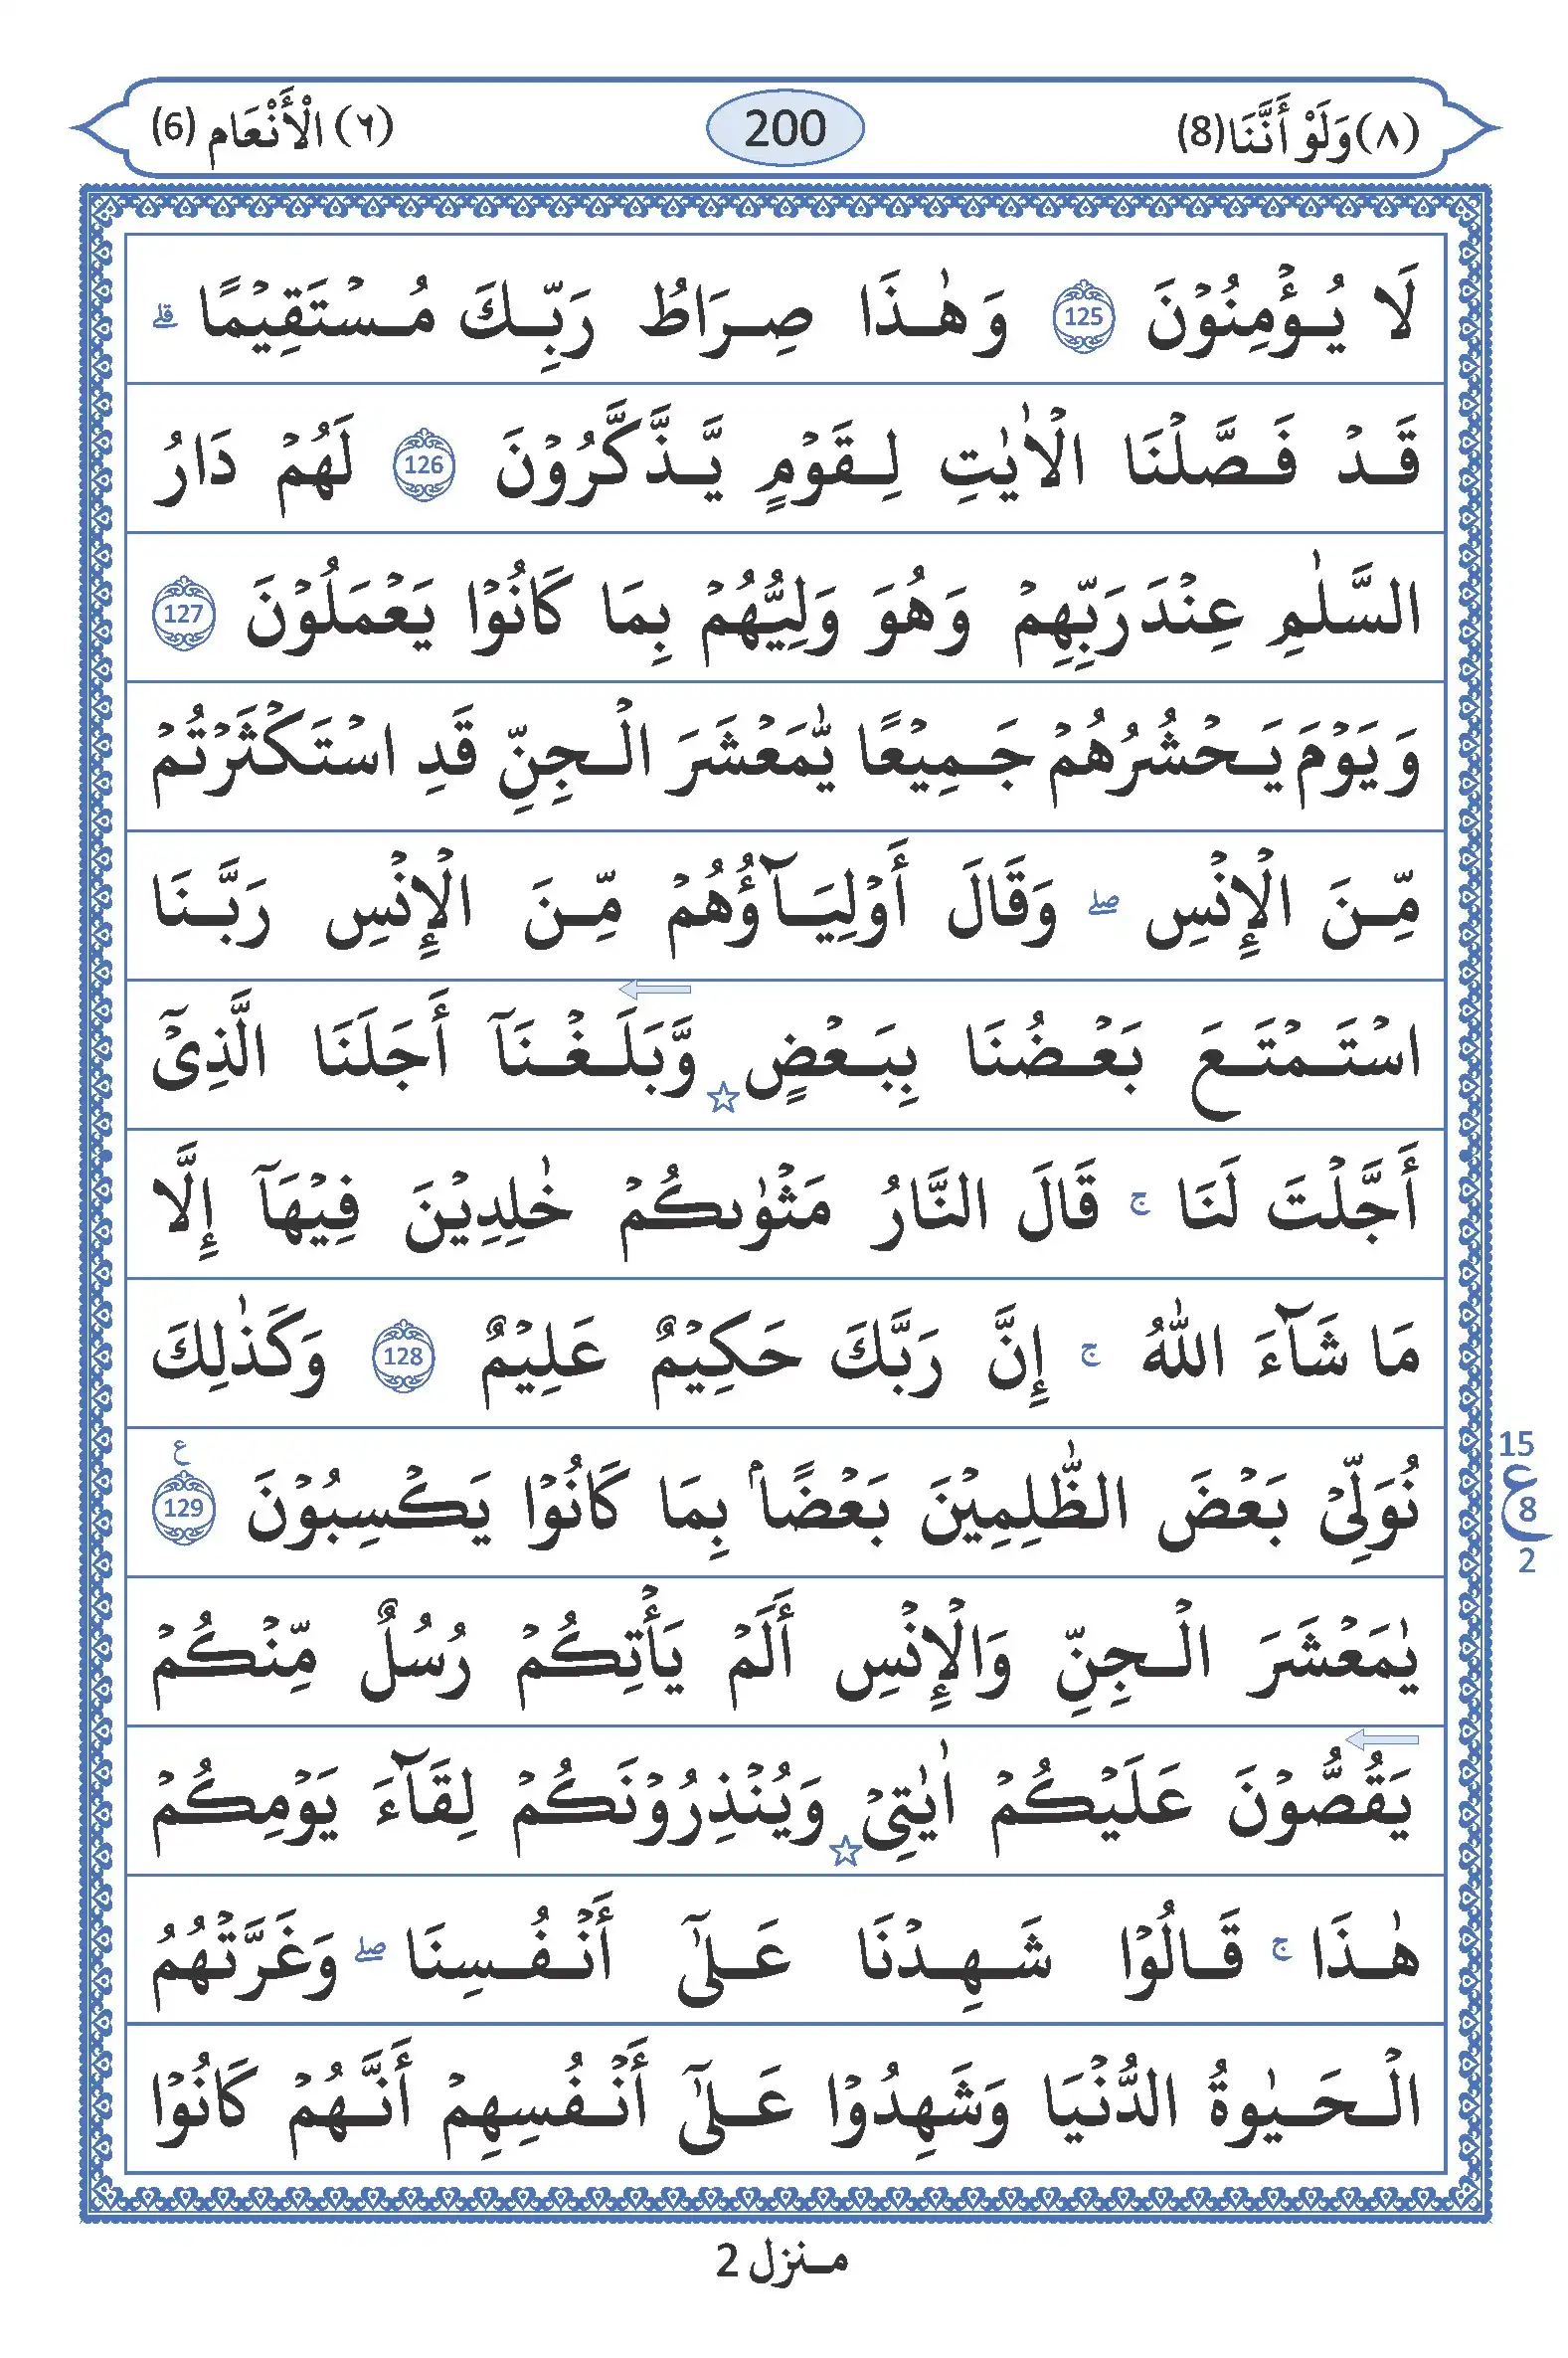 (٨) وَلَوْ أَنَّنَا (8) 200 (٦) الْأَنْعَام (6)
لَا يُؤْمِنُوْنَ 125 وَهٰذَا صِرَاطُ رَبِّكَ مُسْتَقِيْمًا ۗ
قَدْ فَصَّلْنَا الْاٰيٰتِ لِقَوْمٍ يَّذَّكَّرُوْنَ 126 لَهُمْ دَارُ
السَّلٰمِ عِنْدَ رَبِّهِمْ وَهُوَ وَلِيُّهُمْ بِمَا كَانُوْا يَعْمَلُوْنَ 127
وَيَوْمَ يَحْشُرُهُمْ جَمِيْعًا يّٰمَعْشَرَ الْجِنِّ قَدِ اسْتَكْثَرْتُمْ
مِّنَ الْإِنْسِ ۖ وَقَالَ أَوْلِيَآؤُهُمْ مِّنَ الْإِنْسِ رَبَّنَا
اسْتَمْتَعَ بَعْضُنَا بِبَعْضٍ ☆ وَّبَلَغْنَآ أَجَلَنَا الَّذِىْٓ
أَجَّلْتَ لَنَا ۚ قَالَ النَّارُ مَثْوٰىكُمْ خٰلِدِيْنَ فِيْهَآ إِلَّا
مَا شَآءَ اللّٰهُ ۚ إِنَّ رَبَّكَ حَكِيْمٌ عَلِيْمٌ 128 وَكَذٰلِكَ
نُوَلِّىْ بَعْضَ الظّٰلِمِيْنَ بَعْضًاۢ بِمَا كَانُوْا يَكْسِبُوْنَ ع 129
15 ع 8 2
يٰمَعْشَرَ الْجِنِّ وَالْإِنْسِ أَلَمْ يَأْتِكُمْ رُسُلٌ مِّنْكُمْ
يَقُصُّوْنَ عَلَيْكُمْ اٰيٰتِىْ ☆ وَيُنْذِرُوْنَكُمْ لِقَآءَ يَوْمِكُمْ
هٰذَا ۚ قَالُوْا شَهِدْنَا عَلٰٓى أَنْفُسِنَا ۖ وَغَرَّتْهُمُ
الْحَيٰوةُ الدُّنْيَا وَشَهِدُوْا عَلٰٓى أَنْفُسِهِمْ أَنَّهُمْ كَانُوْا
منزل 2